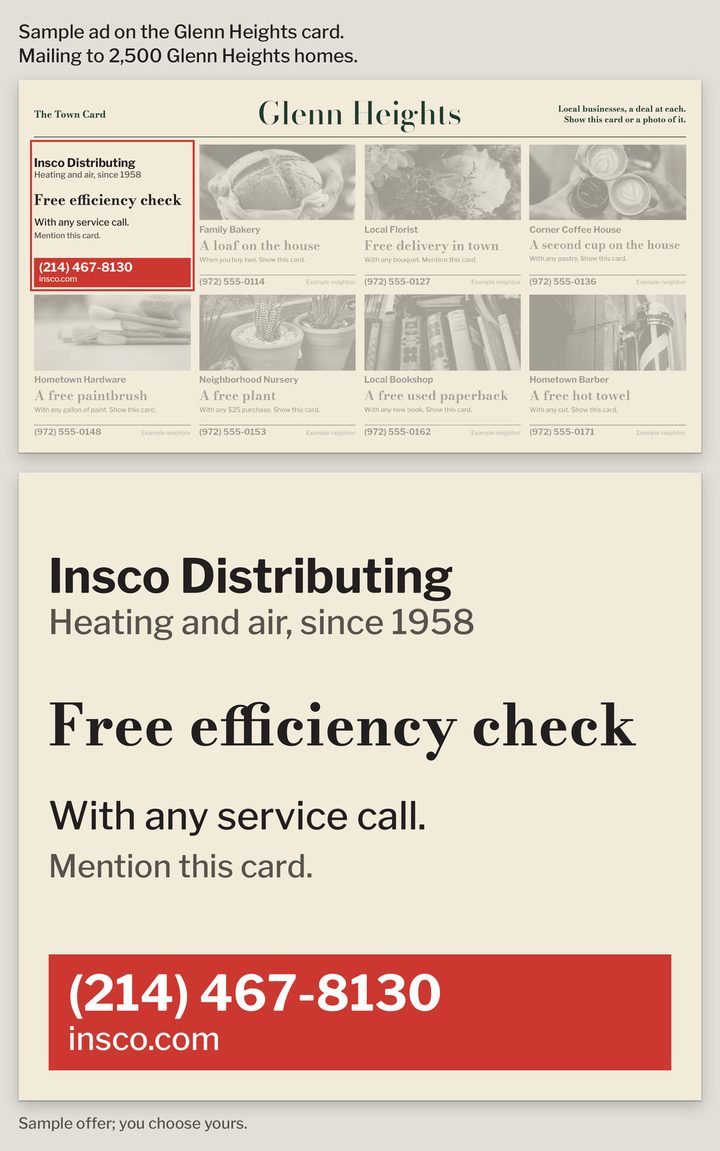 Sample ad on the Glenn Heights card.
Mailing to 2,500 Glenn Heights homes.
The Town Card
Glenn Heights
Local businesses, a deal at each.
Show this card or a photo of it.
Insco Distributing
Heating and air, since 1958
Free efficiency check
With any service call.
Mention this card.
(214) 467-8130
insco.com
Family Bakery
A loaf on the house
When you buy two. Show this card.
(972) 555-0114
Example neighbor
Local Florist
Free delivery in town
With any bouquet. Mention this card.
(972) 555-0127
Example neighbor
Corner Coffee House
A second cup on the house
With any pastry. Show this card.
(972) 555-0136
Example neighbor
Hometown Hardware
A free paintbrush
With any gallon of paint. Show this card.
(972) 555-0148
Example neighbor
Neighborhood Nursery
A free plant
With any $25 purchase. Show this card.
(972) 555-0153
Example neighbor
Local Bookshop
A free used paperback
With any new book. Show this card.
(972) 555-0162
Example neighbor
Hometown Barber
A free hot towel
With any cut. Show this card.
(972) 555-0171
Example neighbor
Insco Distributing
Heating and air, since 1958
Free efficiency check
With any service call.
Mention this card.
(214) 467-8130
insco.com
Sample offer; you choose yours.